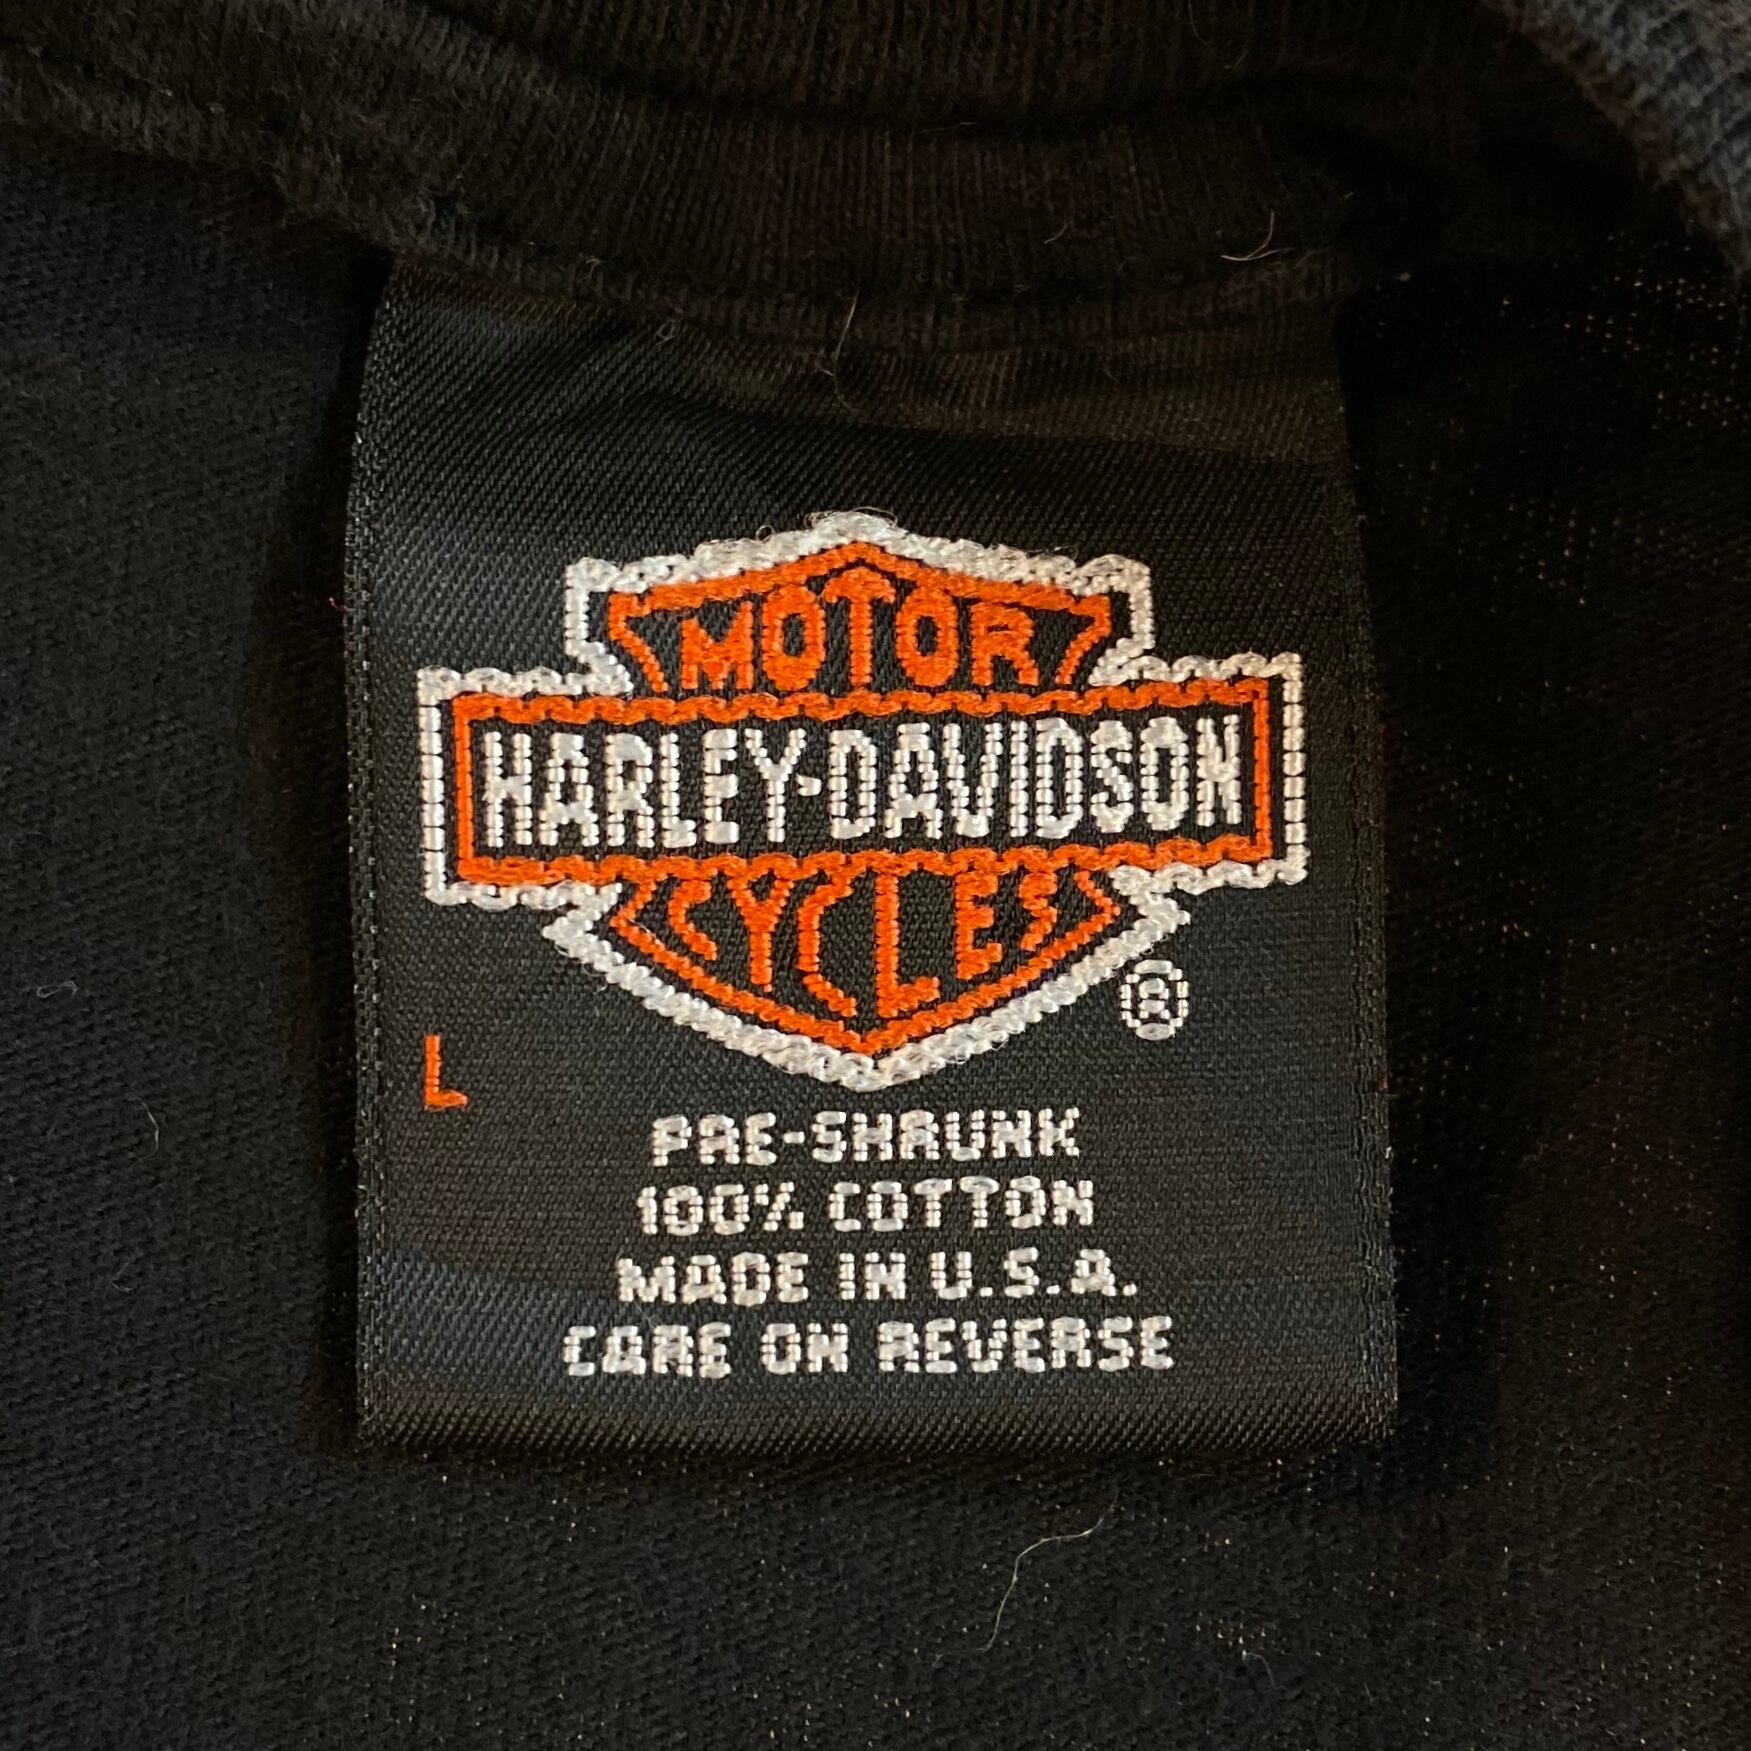 MOTOR
HARLEY-DAVIDSON
CYCLES
®
L
PRE-SHRUNK
100% COTTON
MADE IN U.S.A.
CARE ON REVERSE